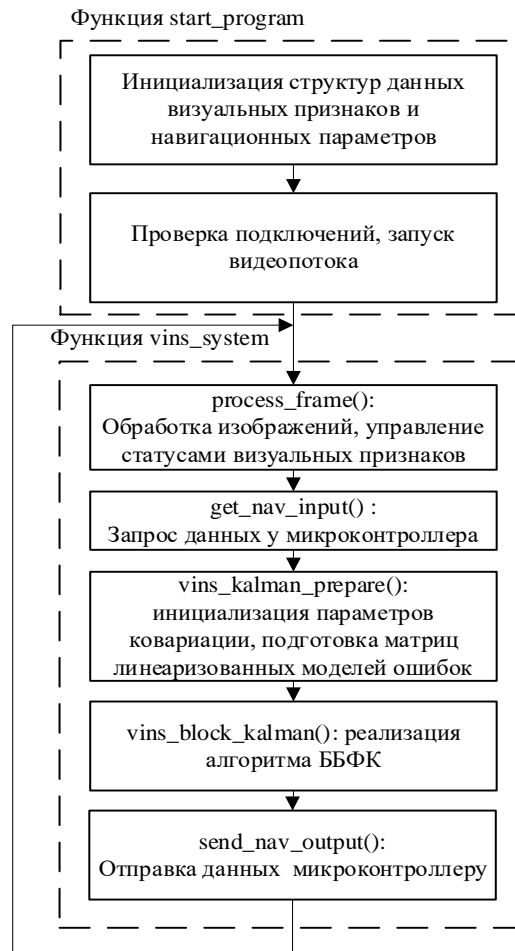 Функция start_program
Инициализация структур данных
визуальных признаков и
навигационных параметров
Проверка подключений, запуск
видеопотока
Функция vins_system
process_frame():
Обработка изображений, управление
статусами визуальных признаков
get_nav_input() :
Запрос данных у микроконтроллера
vins_kalman_prepare():
инициализация параметров
ковариации, подготовка матриц
линеаризованных моделей ошибок
vins_block_kalman(): реализация
алгоритма ББФК
send_nav_output():
Отправка данных микроконтроллеру